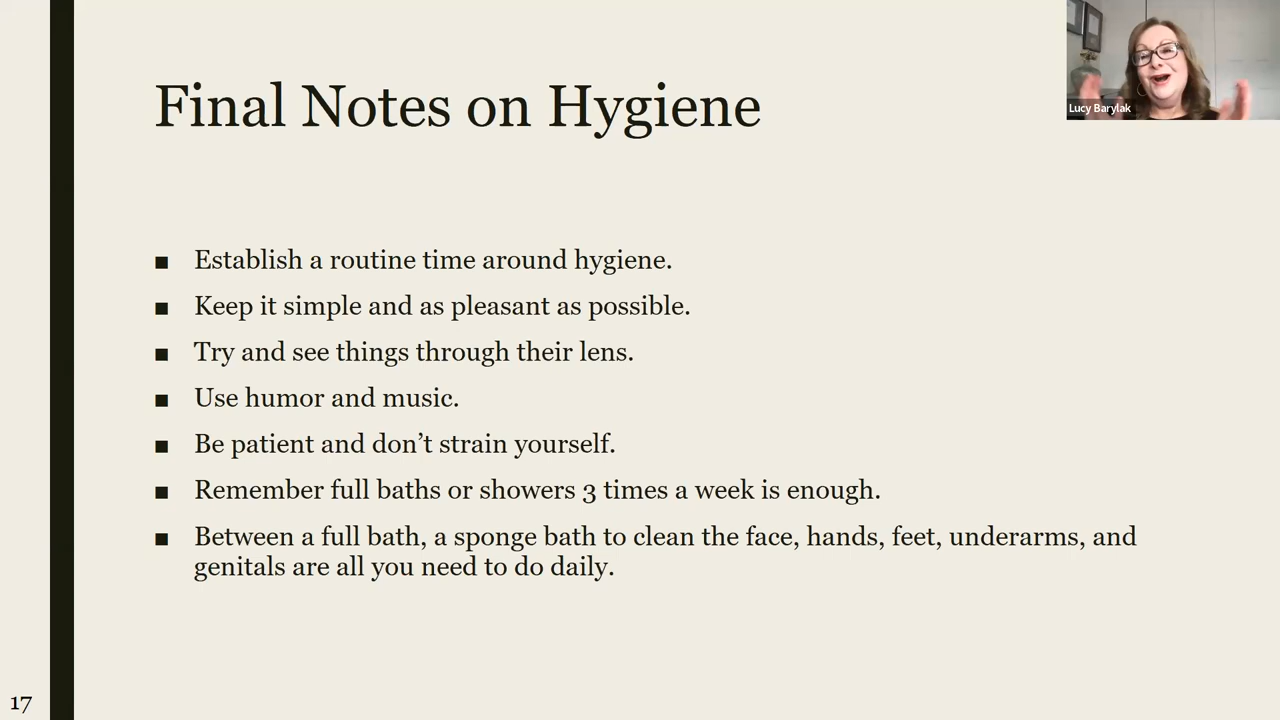 Final Notes on Hygiene
Lucy Barylak
■ Establish a routine time around hygiene.
■ Keep it simple and as pleasant as possible.
■ Try and see things through their lens.
■ Use humor and music.
■ Be patient and don’t strain yourself.
■ Remember full baths or showers 3 times a week is enough.
■ Between a full bath, a sponge bath to clean the face, hands, feet, underarms, and
genitals are all you need to do daily.
17